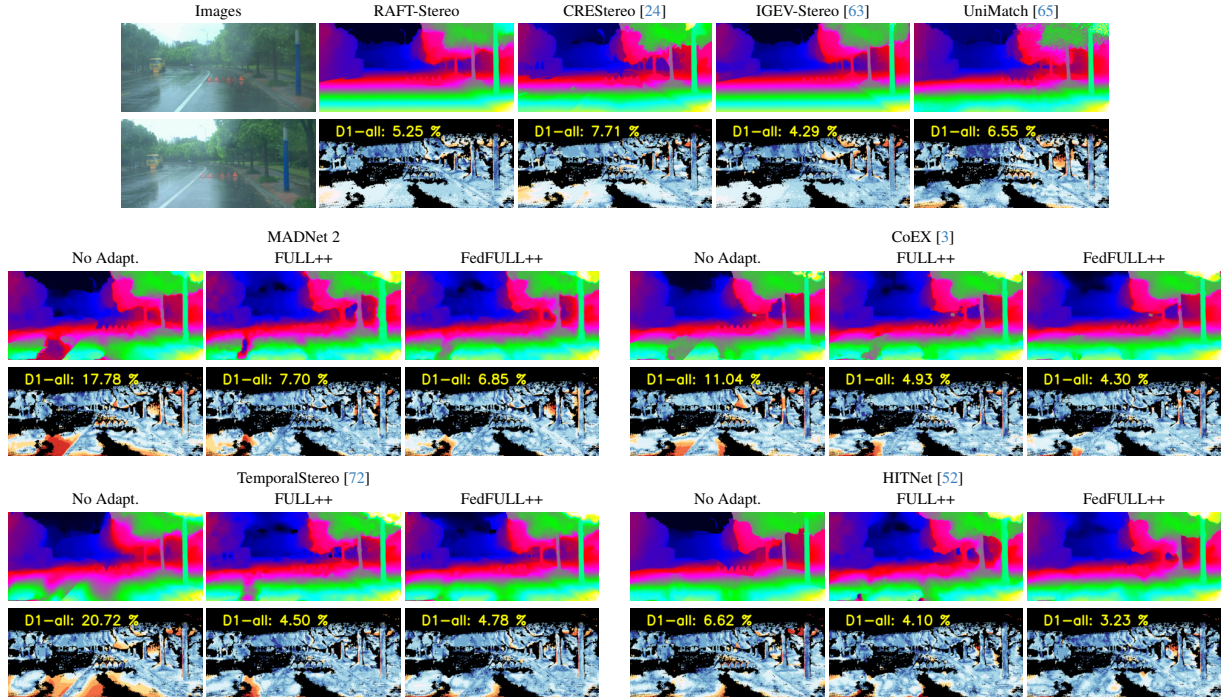 Images RAFT-Stereo CREStereo [24] IGEV-Stereo [63] UniMatch [65]
D1-all: 5.25 % D1-all: 7.71 % D1-all: 4.29 % D1-all: 6.55 %
MADNet 2 CoEX [3]
No Adapt. FULL++ FedFULL++ No Adapt. FULL++ FedFULL++
D1-all: 17.78 % D1-all: 7.70 % D1-all: 6.85 % D1-all: 11.04 % D1-all: 4.93 % D1-all: 4.30 %
TemporalStereo [72] HITNet [52]
No Adapt. FULL++ FedFULL++ No Adapt. FULL++ FedFULL++
D1-all: 20.72 % D1-all: 4.50 % D1-all: 4.78 % D1-all: 6.62 % D1-all: 4.10 % D1-all: 3.23 %